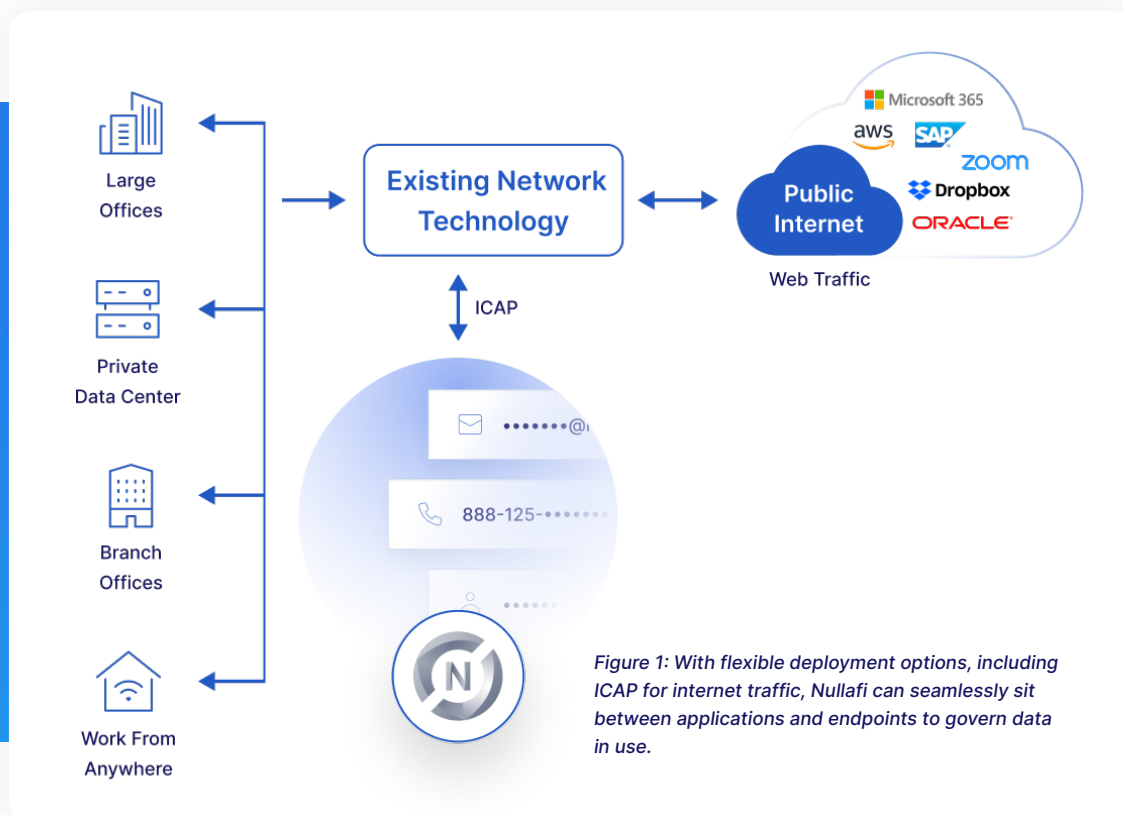 Large
Offices
Private
Data Center
Branch
Offices
Work From
Anywhere
Existing Network
Technology
ICAP
•••••••@
888-125-•••••••
••••••
N
Microsoft 365
aws
SAP
zoom
Dropbox
ORACLE
Public
Internet
Web Traffic
Figure 1: With flexible deployment options, including
ICAP for internet traffic, Nullafi can seamlessly sit
between applications and endpoints to govern data
in use.